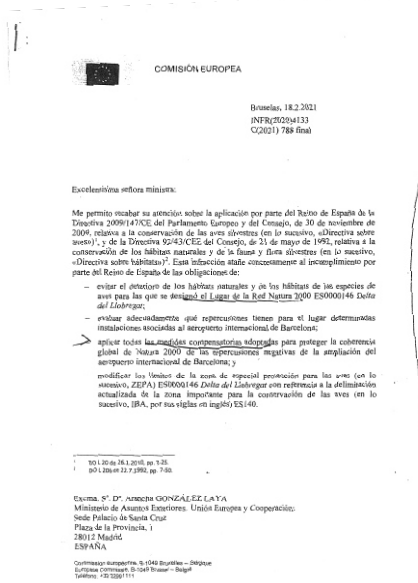 COMISIÓN EUROPEA
Bruselas, 18.2.2021
INFR(2020)4133
C(2021) 788 final
Excelentísima señora ministra:
Me permito recabar su atención sobre la aplicación por parte del Reino de España de la
Directiva 2009/147/CE del Parlamento Europeo y del Consejo, de 30 de noviembre de
2009, relativa a la conservación de las aves silvestres (en lo sucesivo, «Directiva sobre
aves»)¹, y de la Directiva 92/43/CEE del Consejo, de 21 de mayo de 1992, relativa a la
conservación de los hábitats naturales y de la fauna y flora silvestres (en lo sucesivo,
«Directiva sobre hábitats»)². Esta infracción atañe concretamente al incumplimiento por
parte del Reino de España de las obligaciones de:
– evitar el deterioro de los hábitats naturales y de los hábitats de las especies de
aves para las que se designó el Lugar de la Red Natura 2000 ES0000146 Delta
del Llobregat;
– evaluar adecuadamente qué repercusiones tienen para el lugar determinadas
instalaciones asociadas al aeropuerto internacional de Barcelona;
– aplicar todas las medidas compensatorias adoptadas para proteger la coherencia
global de Natura 2000 de las repercusiones negativas de la ampliación del
aeropuerto internacional de Barcelona; y
modificar los límites de la zona de especial protección para las aves (en lo
sucesivo, ZEPA) ES0000146 Delta del Llobregat con referencia a la delimitación
actualizada de la zona importante para la conservación de las aves (en lo
sucesivo, IBA, por sus siglas en inglés) ES140.
¹ DO L 20 de 26.1.2010, pp. 7-25.
² DO L 206 de 22.7.1992, pp. 7-50.
Excma. Sª. Dª. Arancha GONZÁLEZ LAYA
Ministerio de Asuntos Exteriores, Unión Europea y Cooperación
Sede Palacio de Santa Cruz
Plaza de la Provincia, 1
28012 Madrid
ESPAÑA
Commission européenne, B-1049 Bruxelles – Belgique
Europese Commissie, B-1049 Brussel – België
Teléfono: +32 22991111